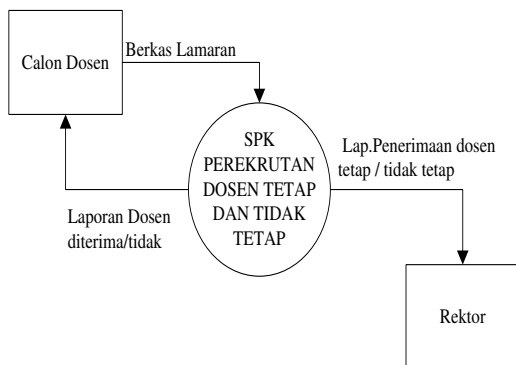 Berkas Lamaran
Calon Dosen
SPK
PEREKRUTAN
DOSEN TETAP
DAN TIDAK
TETAP
Lap.Penerimaan dosen
tetap / tidak tetap
Laporan Dosen
diterima/tidak
Rektor